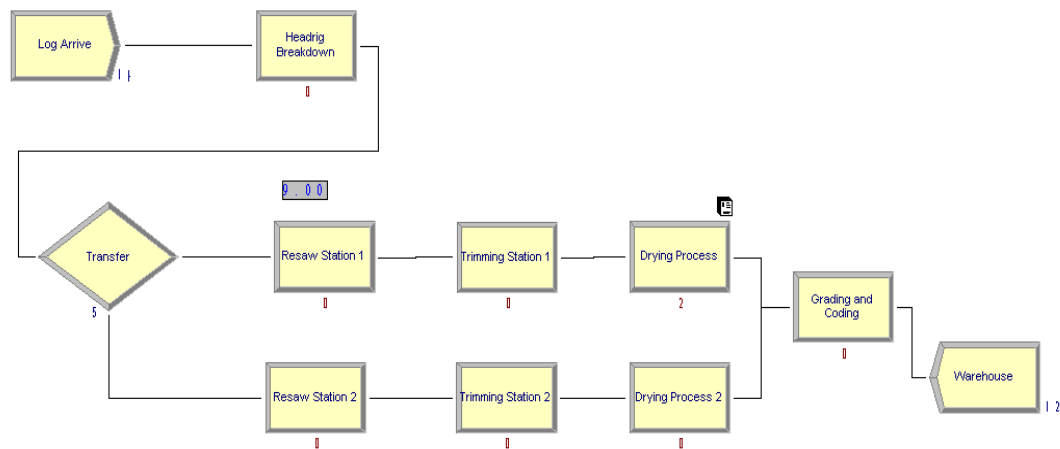 Log Arrive
Headrig
Breakdown
0
9.00
Transfer
5
Resaw Station 1
0
Trimming Station 1
0
Drying Process
2
Grading and
Coding
0
Warehouse
1 2
Resaw Station 2
0
Trimming Station 2
0
Drying Process 2
0